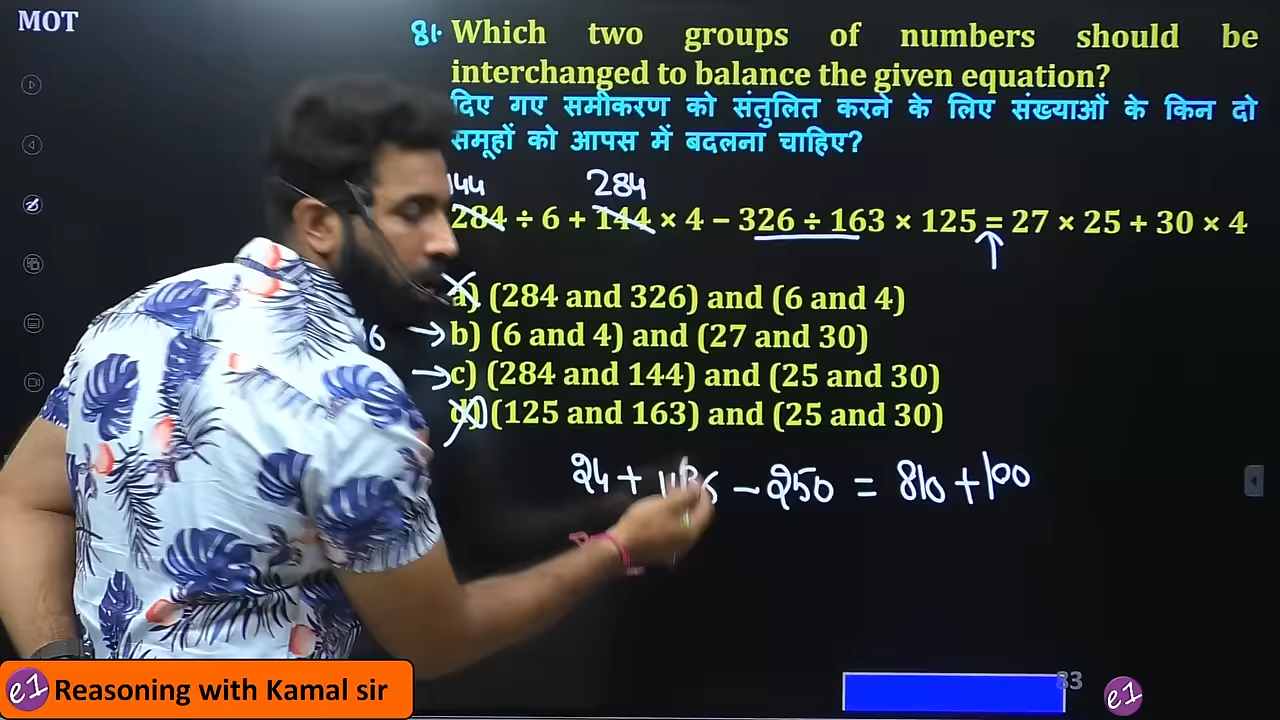 MOT
81. Which two groups of numbers should be
interchanged to balance the given equation?
दिए गए समीकरण को संतुलित करने के लिए संख्याओं के किन दो
समूहों को आपस में बदलना चाहिए?
144 284
284 ÷ 6 + 144 × 4 − 326 ÷ 163 × 125 = 27 × 25 + 30 × 4
a) (284 and 326) and (6 and 4)
b) (6 and 4) and (27 and 30)
c) (284 and 144) and (25 and 30)
d) (125 and 163) and (25 and 30)
24 + − 250 = 810 + 100
e1 Reasoning with Kamal sir
83
e1